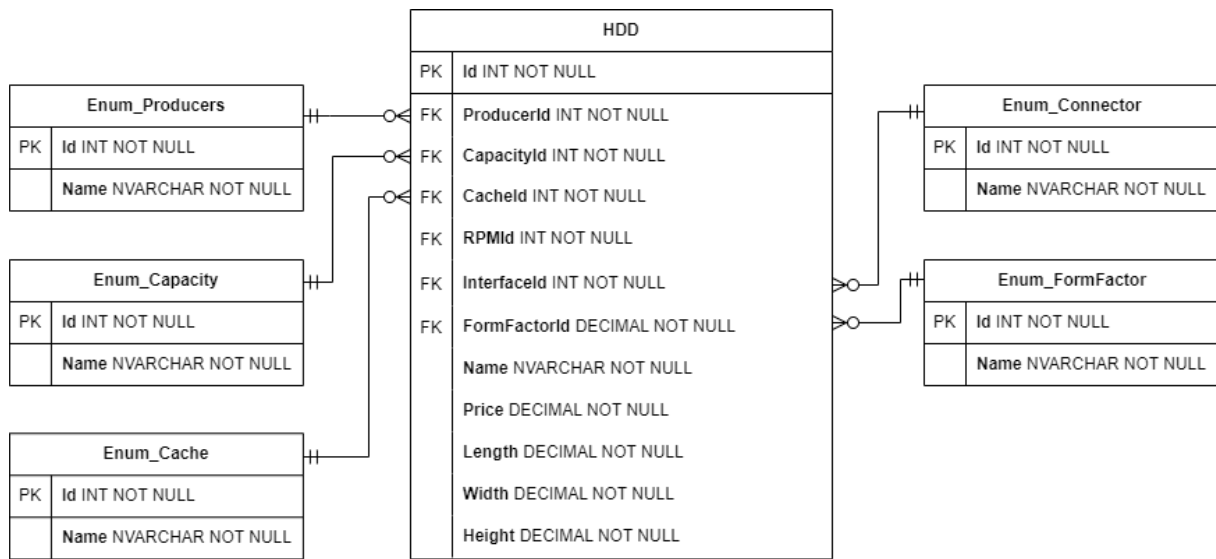 HDD
PK Id INT NOT NULL
FK ProducerId INT NOT NULL
FK CapacityId INT NOT NULL
FK CacheId INT NOT NULL
FK RPMId INT NOT NULL
FK InterfaceId INT NOT NULL
FK FormFactorId DECIMAL NOT NULL
Name NVARCHAR NOT NULL
Price DECIMAL NOT NULL
Length DECIMAL NOT NULL
Width DECIMAL NOT NULL
Height DECIMAL NOT NULL
Enum_Producers
PK Id INT NOT NULL
Name NVARCHAR NOT NULL
Enum_Capacity
PK Id INT NOT NULL
Name NVARCHAR NOT NULL
Enum_Cache
PK Id INT NOT NULL
Name NVARCHAR NOT NULL
Enum_Connector
PK Id INT NOT NULL
Name NVARCHAR NOT NULL
Enum_FormFactor
PK Id INT NOT NULL
Name NVARCHAR NOT NULL